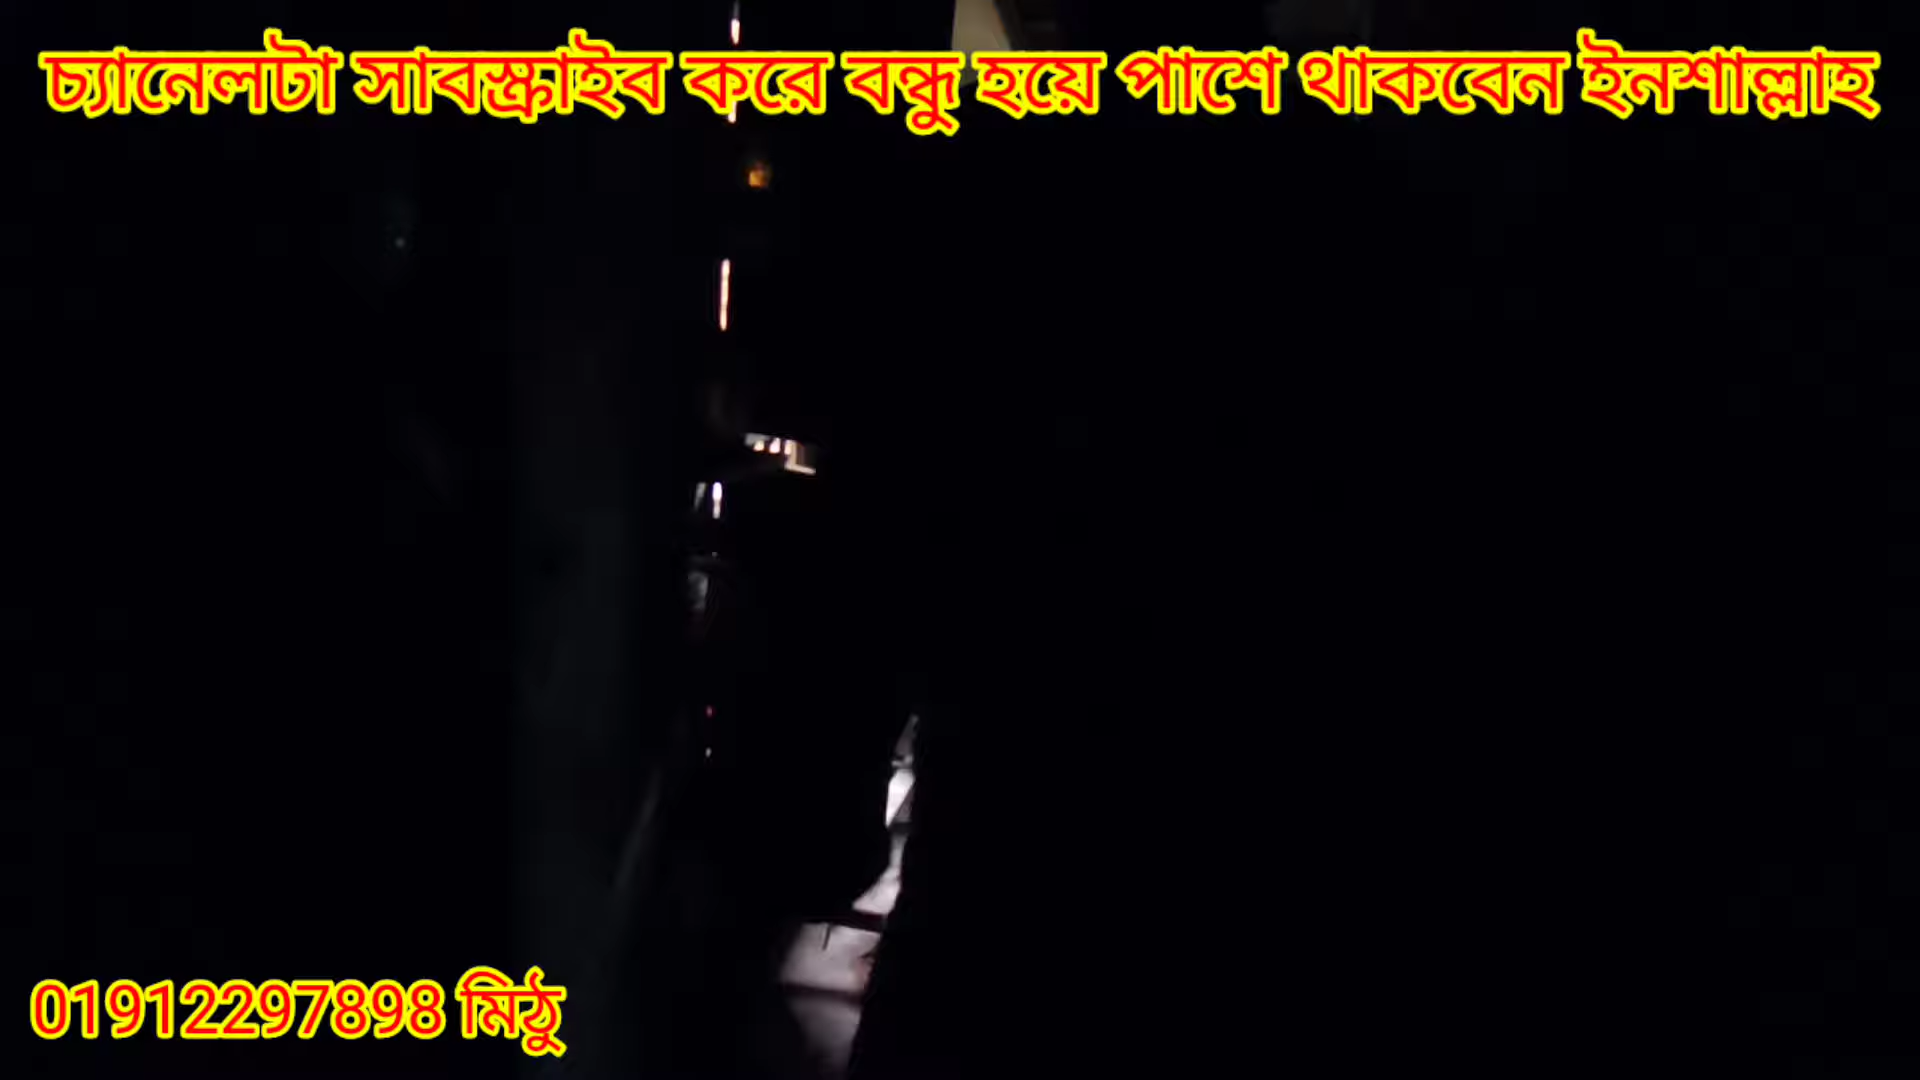 চ্যানেলটা সাবস্ক্রাইব করে বন্ধু হয়ে পাশে থাকবেন ইনশাল্লাহ
01912297898 মিঠু